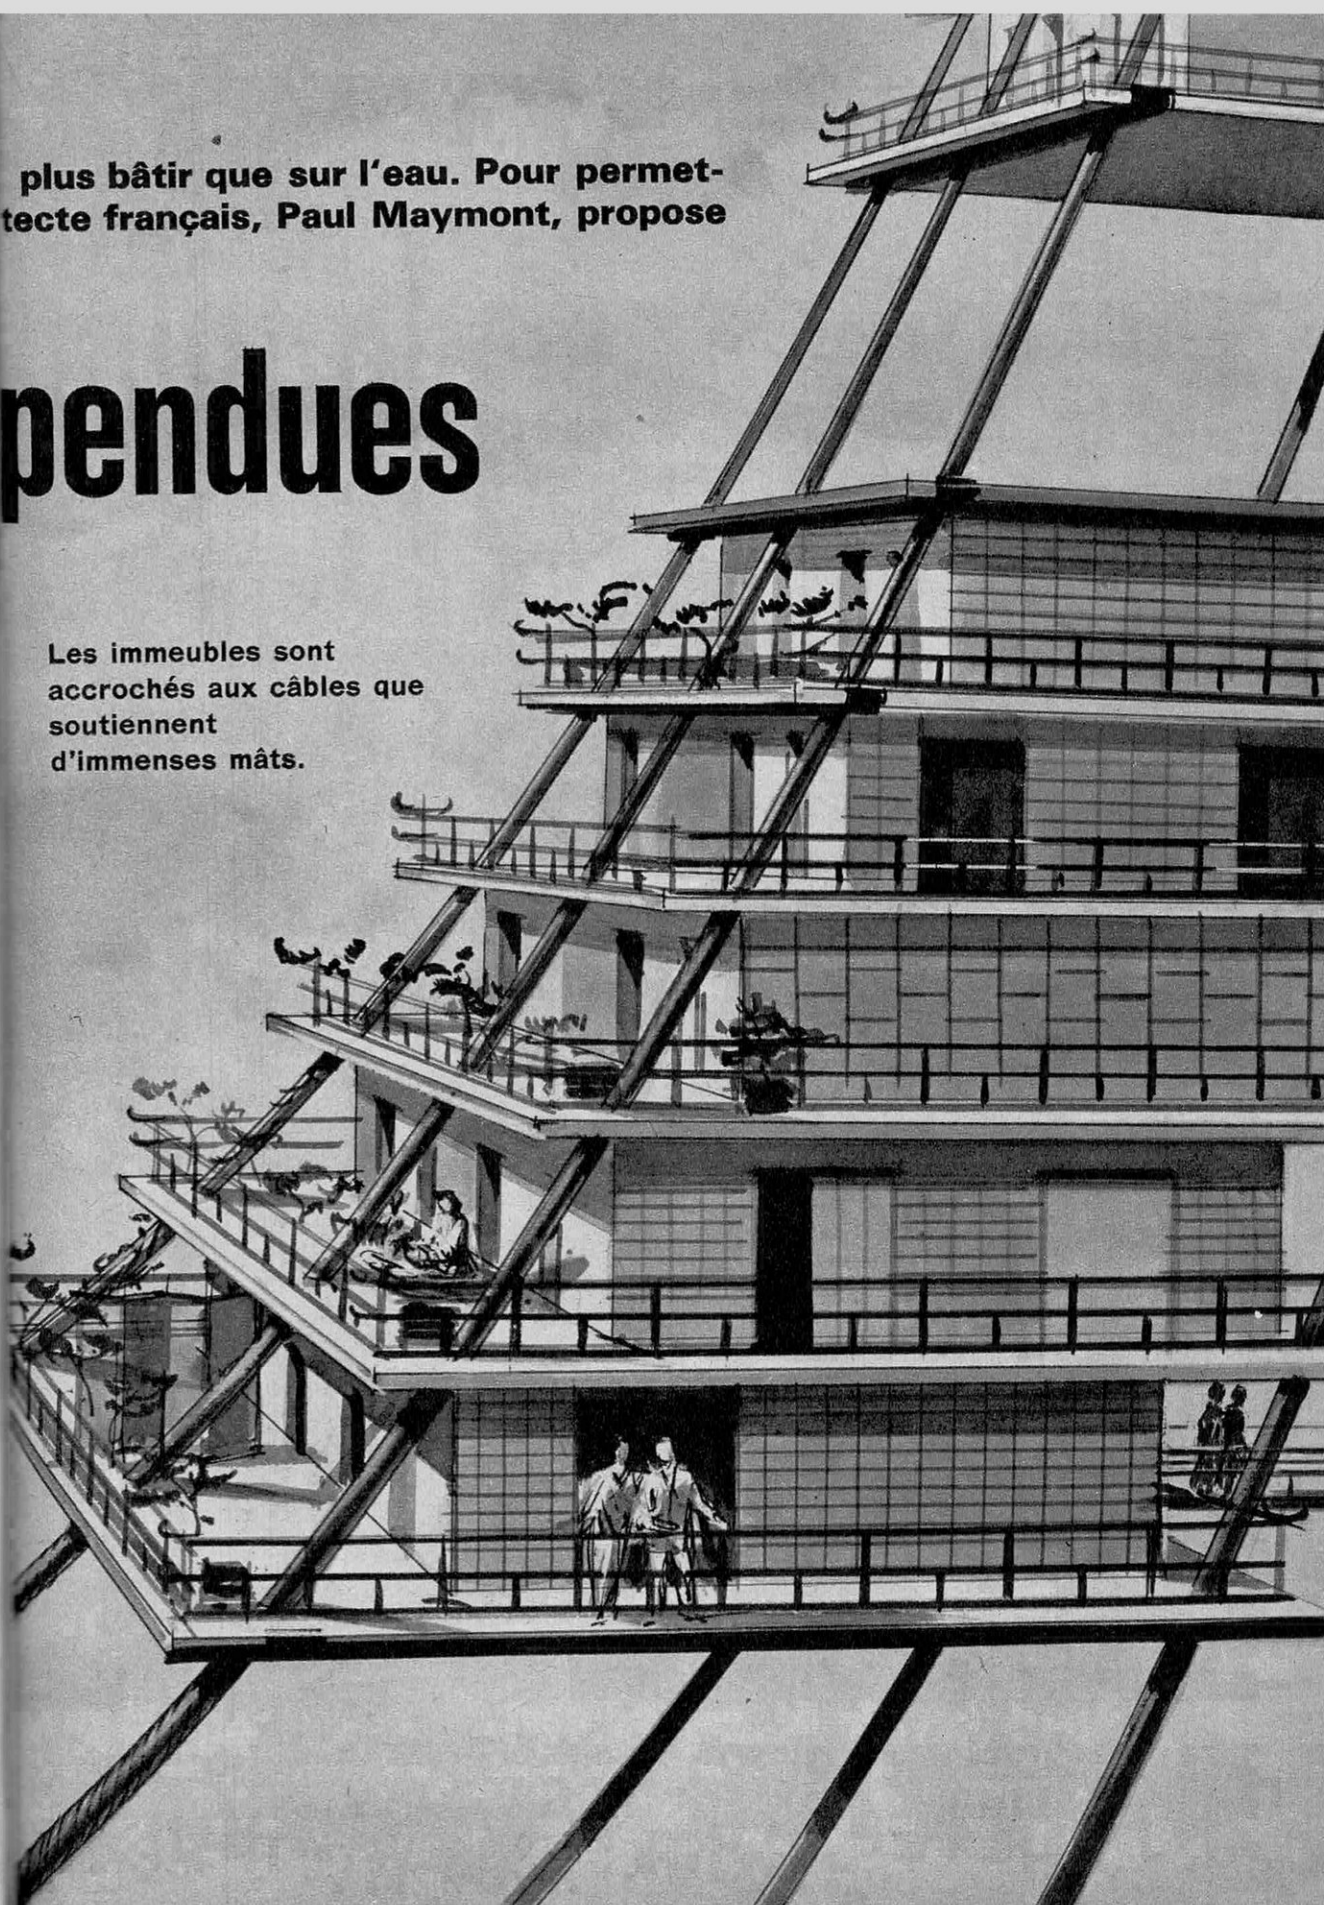 plus bâtir que sur l'eau. Pour permet-
tecte français, Paul Maymont, propose
pendues
Les immeubles sont
accrochés aux câbles que
soutiennent
d'immenses mâts.